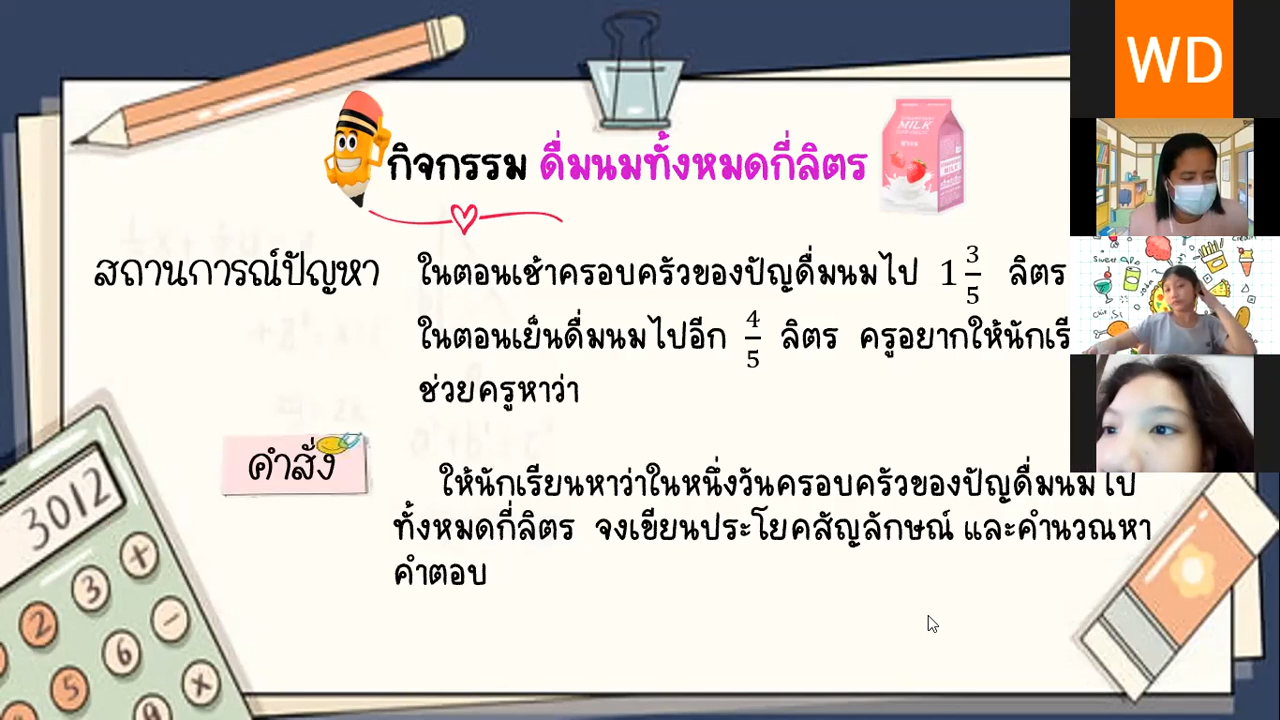 WD
กิจกรรม ดื่มนมทั้งหมดกี่ลิตร
MILK
สถานการณ์ปัญหา
ในตอนเช้าครอบครัวของปัญดื่มนมไป 1 3/5 ลิตร
ในตอนเย็นดื่มนมไปอีก 4/5 ลิตร ครูอยากให้นักเรี
ช่วยครูหาว่า
คำสั่ง
ให้นักเรียนหาว่าในหนึ่งวันครอบครัวของปัญดื่มนมไป
ทั้งหมดกี่ลิตร จงเขียนประโยคสัญลักษณ์ และคำนวณหา
คำตอบ
3012
+
3
2
−
6
5
×